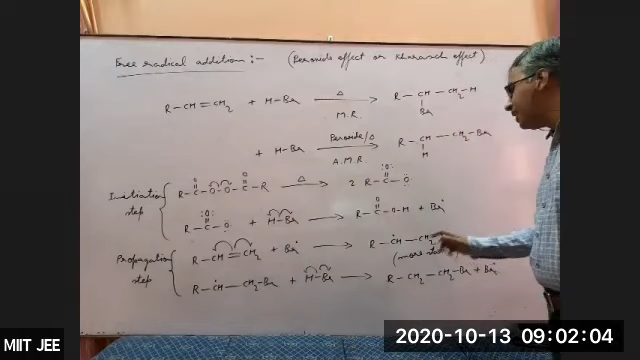 Free radical addition :- (Peroxide effect or Kharasch effect)
R — CH = CH2 + H-Br → Δ M.R. R — CH — CH2 — H
Br
+ H-Br → Peroxide/Δ A.M.R. R — CH — CH2 — Br
H
Initiation step
R — C — O — O — C — R → Δ 2 R — C — O
O O :O:
R — C — O + H-Br → R — C — O — H + Br•
:O: O
Propagation step
R — CH = CH2 + Br• → R — ĊH — CH2
(more
R — ĊH — CH2-Br + H-Br → R — CH2 — CH2-Br + Br•
MIIT JEE
2020-10-13 09:02:04